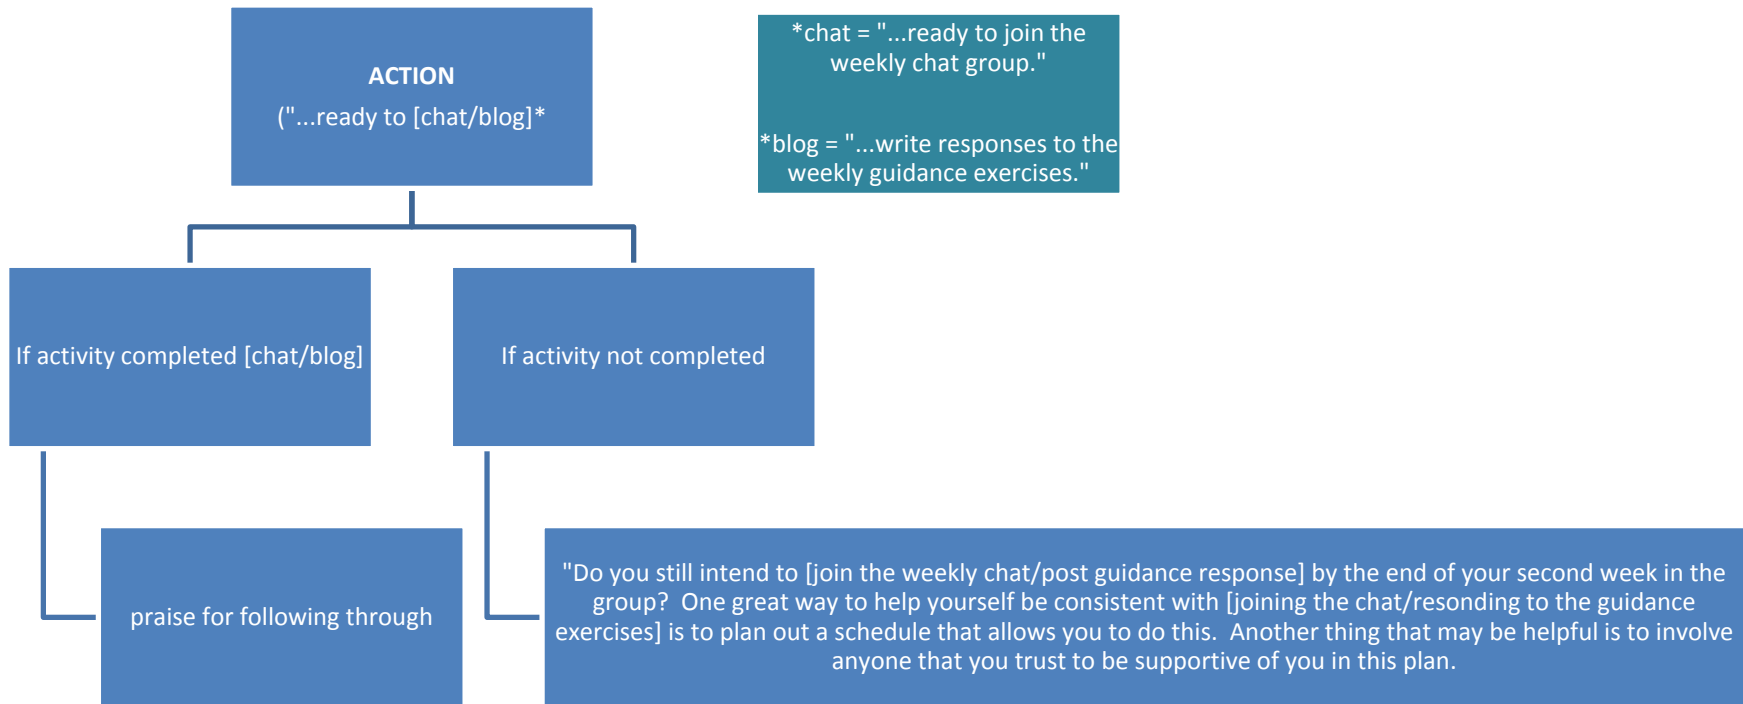 ACTION
("...ready to [chat/blog]*
*chat = "...ready to join the
weekly chat group."
*blog = "...write responses to the
weekly guidance exercises."
If activity completed [chat/blog]
If activity not completed
praise for following through
"Do you still intend to [join the weekly chat/post guidance response] by the end of your second week in the
group?  One great way to help yourself be consistent with [joining the chat/resonding to the guidance
exercises] is to plan out a schedule that allows you to do this.  Another thing that may be helpful is to involve
anyone that you trust to be supportive of you in this plan.